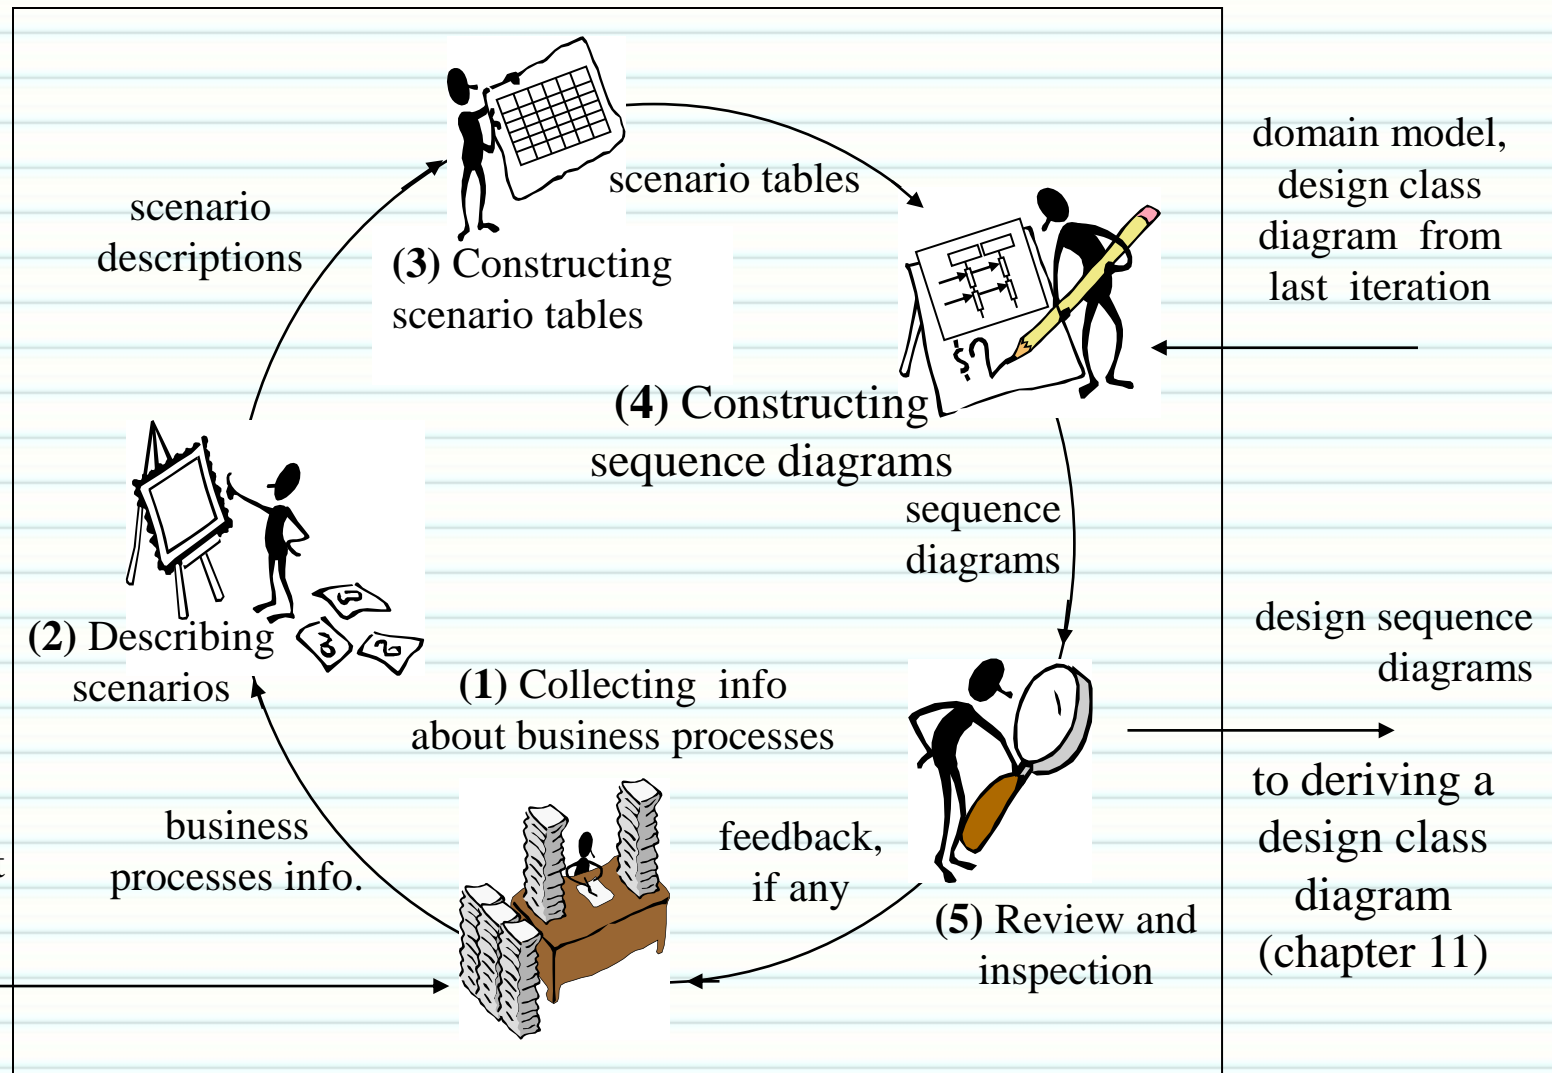 scenario
descriptions
(3) Constructing
scenario tables
scenario tables
domain model,
design class
diagram from
last iteration
(4) Constructing
sequence diagrams
sequence
diagrams
(2) Describing
scenarios
(1) Collecting info
about business processes
design sequence
diagrams
business
processes info.
feedback,
if any
(5) Review and
inspection
to deriving a
design class
diagram
(chapter 11)